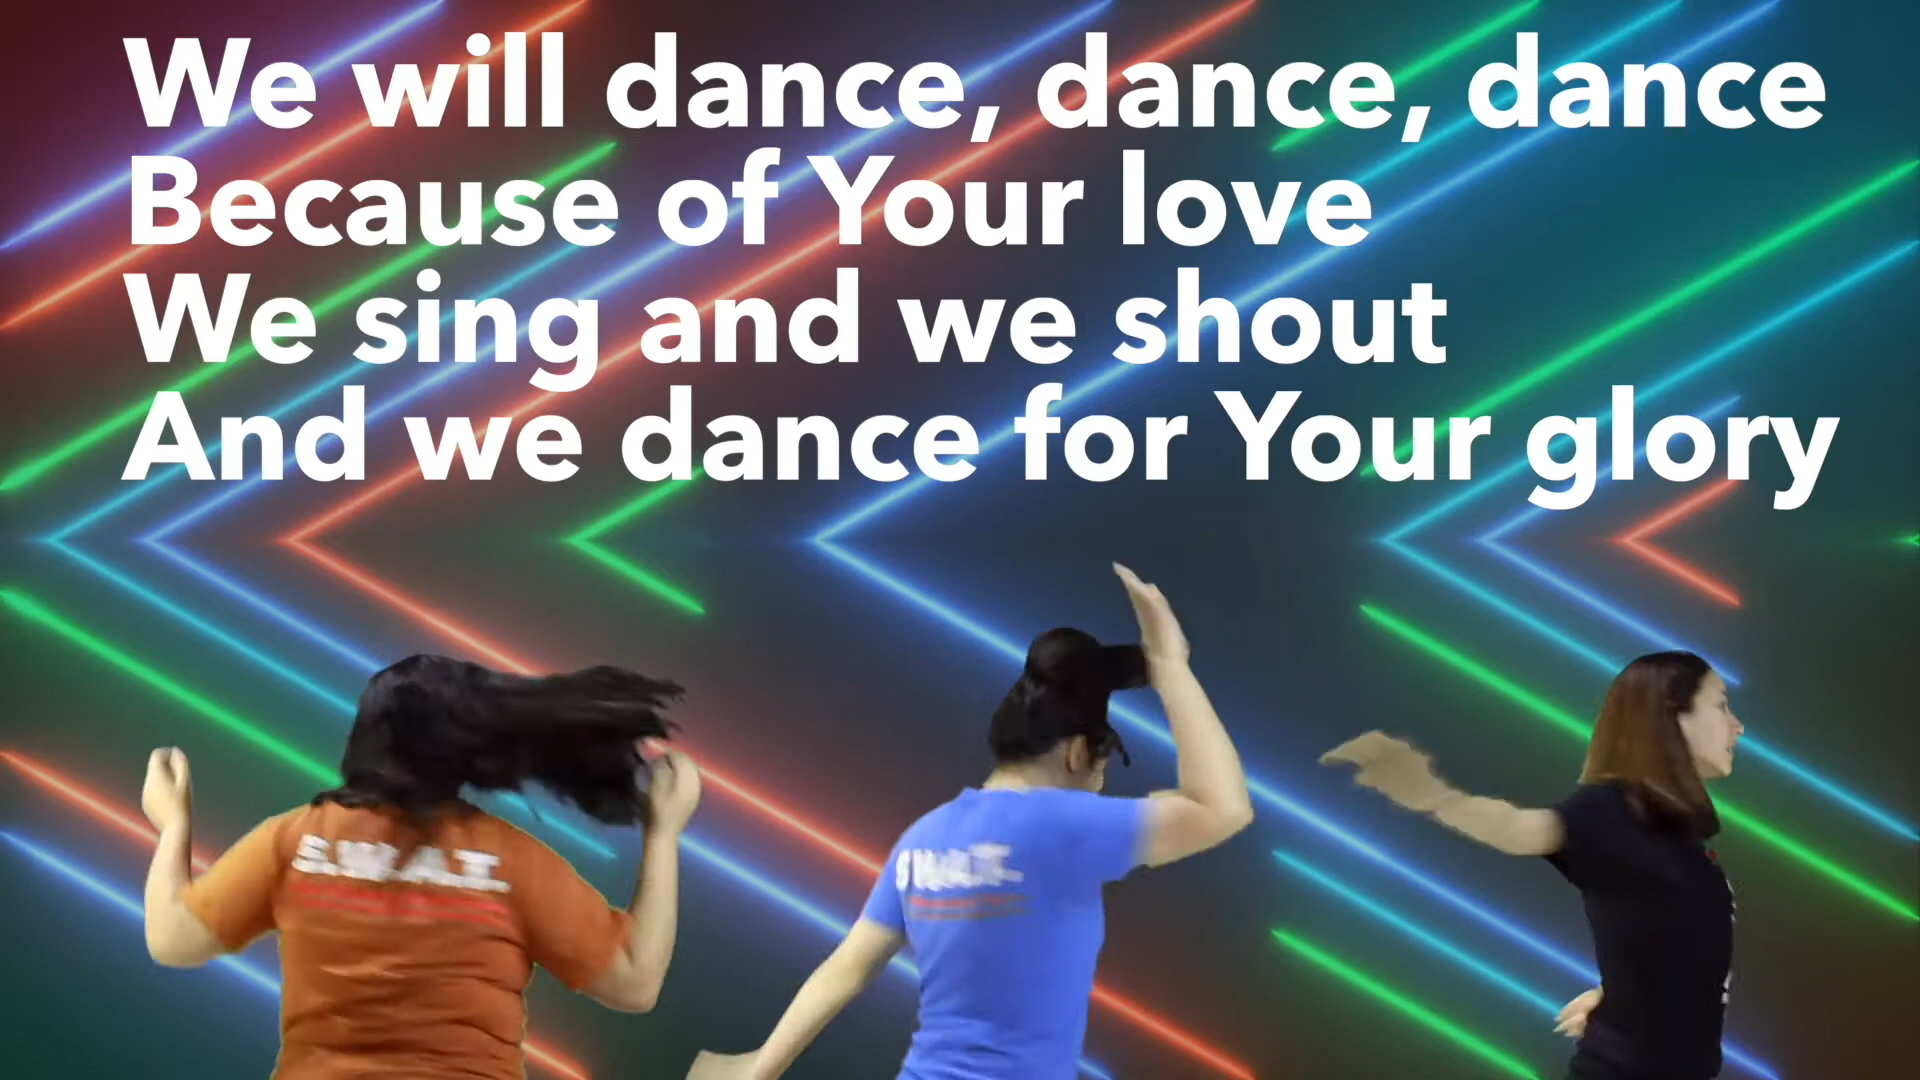 We will dance, dance, dance
Because of Your love
We sing and we shout
And we dance for Your glory
S.W.A.T.
S.W.A.T.